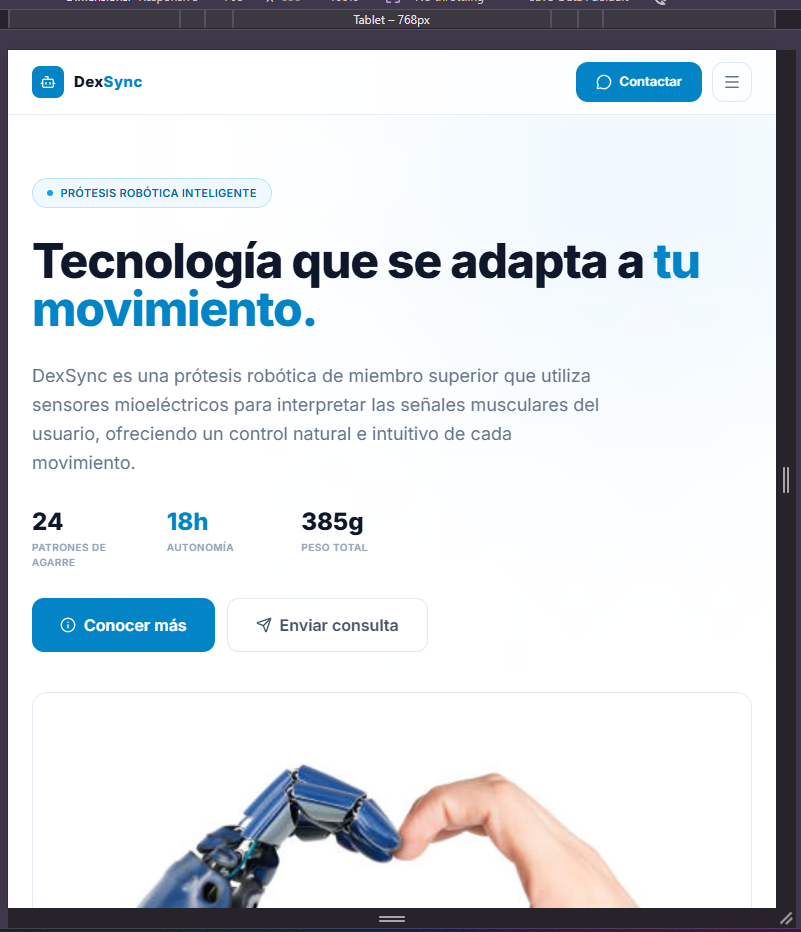 Tablet – 768px
DexSync
Contactar
PRÓTESIS ROBÓTICA INTELIGENTE
Tecnología que se adapta a tu
movimiento.
DexSync es una prótesis robótica de miembro superior que utiliza
sensores mioeléctricos para interpretar las señales musculares del
usuario, ofreciendo un control natural e intuitivo de cada
movimiento.
24
PATRONES DE
AGARRE
18h
AUTONOMÍA
385g
PESO TOTAL
Conocer más
Enviar consulta